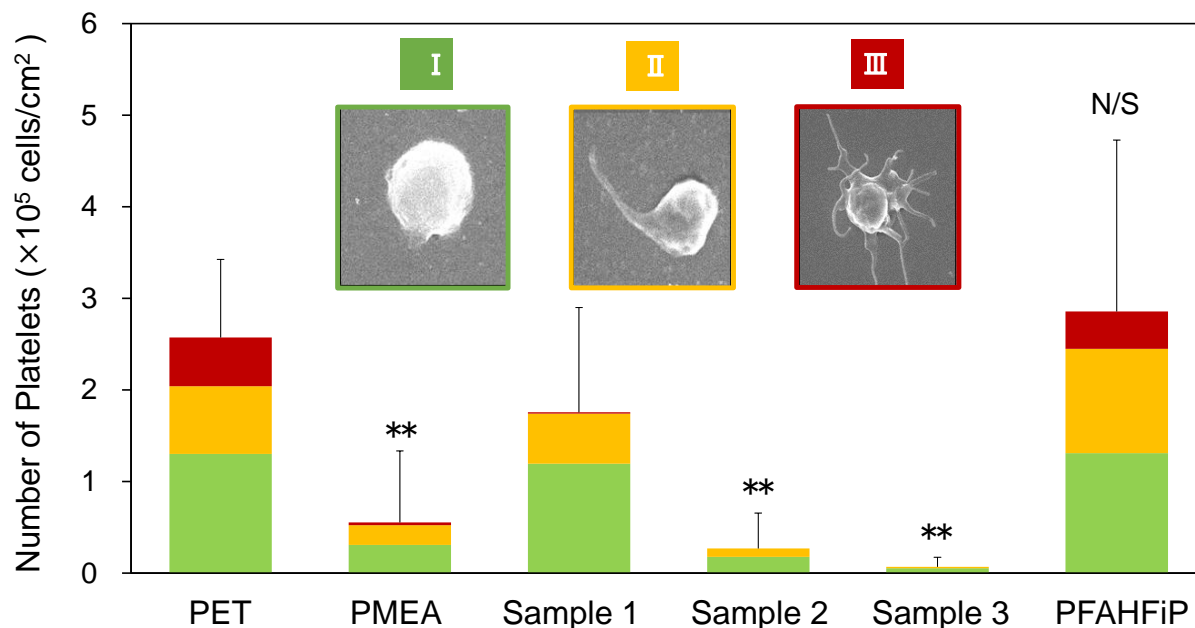 Number of Platelets (×10⁵ cells/cm²)
6
5
4
3
2
1
0
Ⅰ
Ⅱ
Ⅲ
N/S
**
**
**
PET
PMEA
Sample 1
Sample 2
Sample 3
PFAHFiP